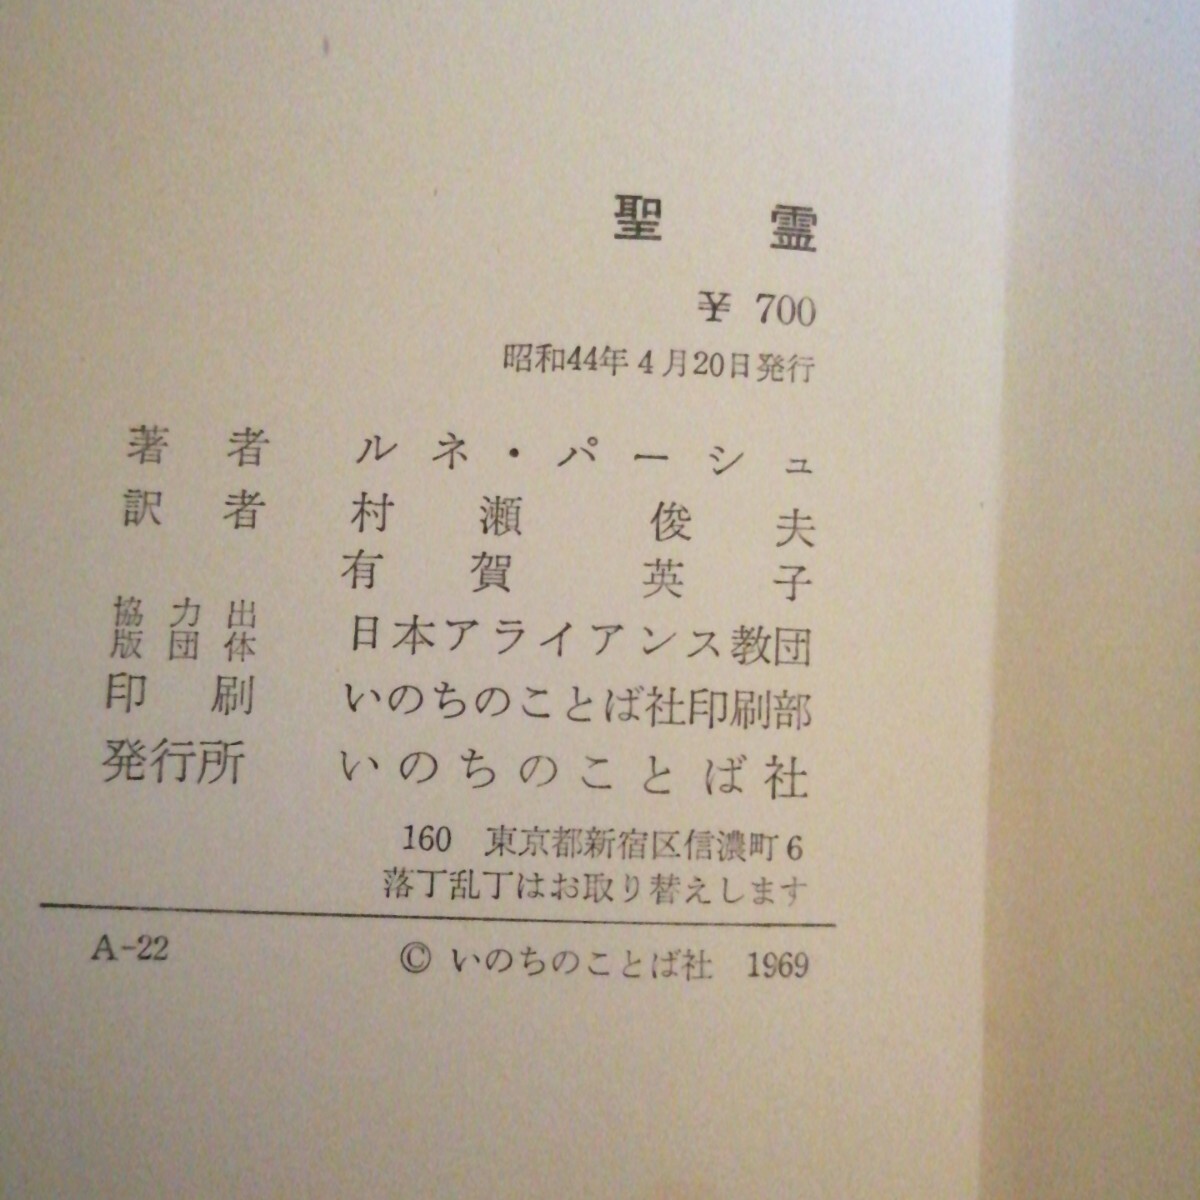 聖霊
¥ 700
昭和44年4月20日発行
著者 ルネ・パーシュ
訳者 村瀬俊夫
有賀英子
協力出版団体 日本アライアンス教団
印刷 いのちのことば社印刷部
発行所 いのちのことば社
160 東京都新宿区信濃町6
落丁乱丁はお取り替えします
A-22 © いのちのことば社 1969